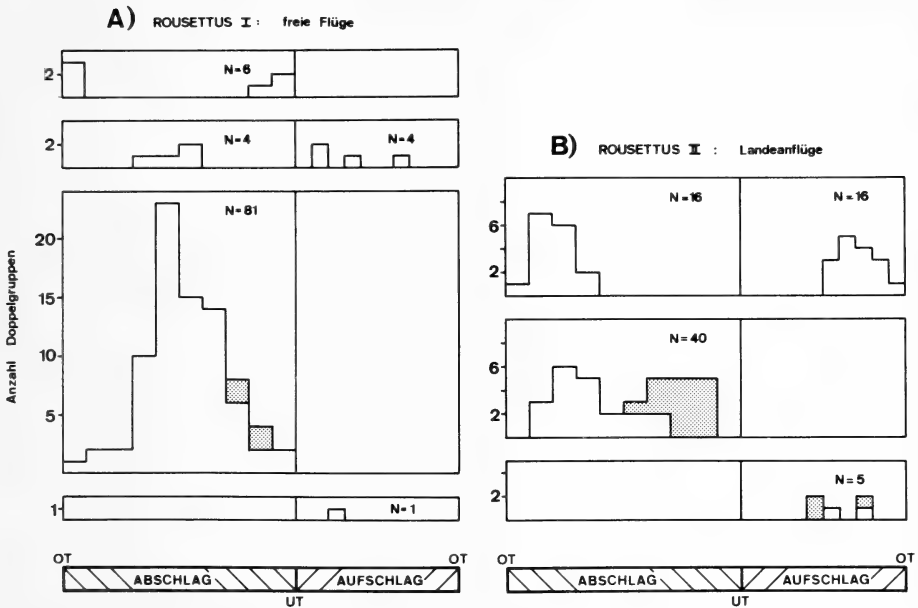 A) ROUSETTUS I : freie Flüge
2
N=6
2
N=4
N=4
Anzahl Doppelgruppen
20
15
10
5
N=81
1
N=1
OT
OT
ABSCHLAG
AUFSCHLAG
UT
B) ROUSETTUS II : Landeanflüge
6
2
N=16
N=16
6
2
N=40
2
N=5
OT
OT
ABSCHLAG
AUFSCHLAG
UT